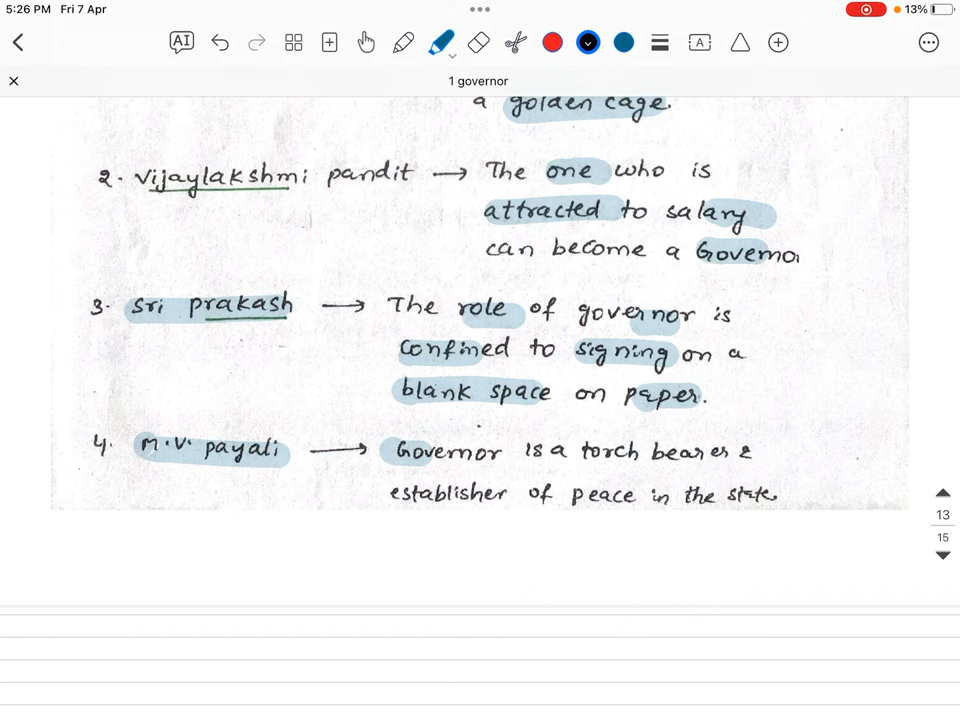 5:26 PM Fri 7 Apr
13%
AI
A
1 governor
a golden cage.
2. Vijaylakshmi pandit → The one who is
attracted to salary
can become a Governo
3. Sri prakash → The role of governor is
confined to signing on a
blank space on paper.
4. M.V. payali → Governor is a torch bearer &
establisher of peace in the state.
13
15